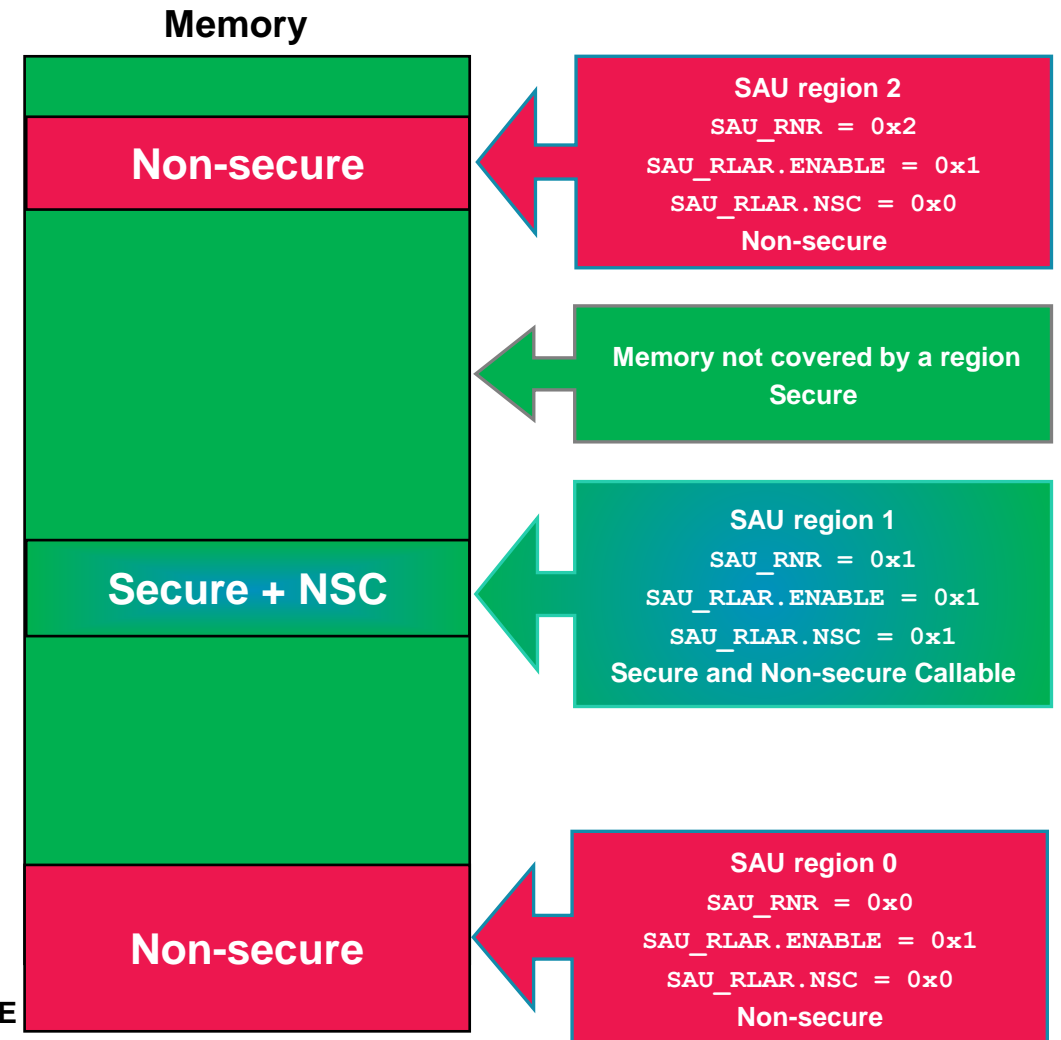 Memory
Non-secure
SAU region 2
SAU_RNR = 0x2
SAU_RLAR.ENABLE = 0x1
SAU_RLAR.NSC = 0x0
Non-secure
Memory not covered by a region
Secure
Secure + NSC
SAU region 1
SAU_RNR = 0x1
SAU_RLAR.ENABLE = 0x1
SAU_RLAR.NSC = 0x1
Secure and Non-secure Callable
Non-secure
SAU region 0
SAU_RNR = 0x0
SAU_RLAR.ENABLE = 0x1
SAU_RLAR.NSC = 0x0
Non-secure
E